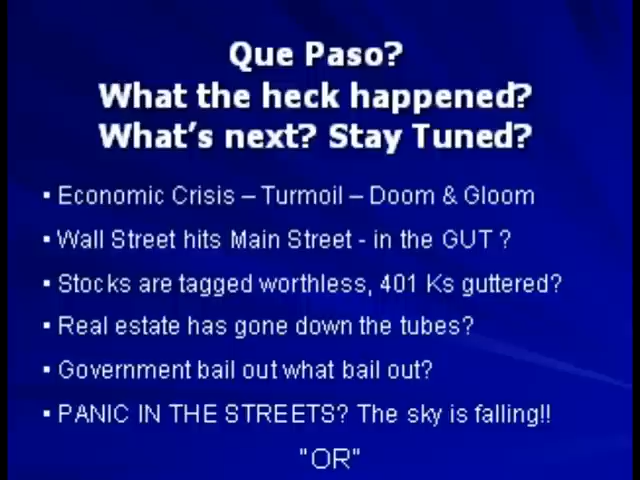 Que Paso?
What the heck happened?
What's next? Stay Tuned?
▪ Economic Crisis – Turmoil – Doom & Gloom
▪ Wall Street hits Main Street - in the GUT ?
▪ Stocks are tagged worthless, 401 Ks guttered?
▪ Real estate has gone down the tubes?
▪ Government bail out what bail out?
▪ PANIC IN THE STREETS? The sky is falling!!
"OR"